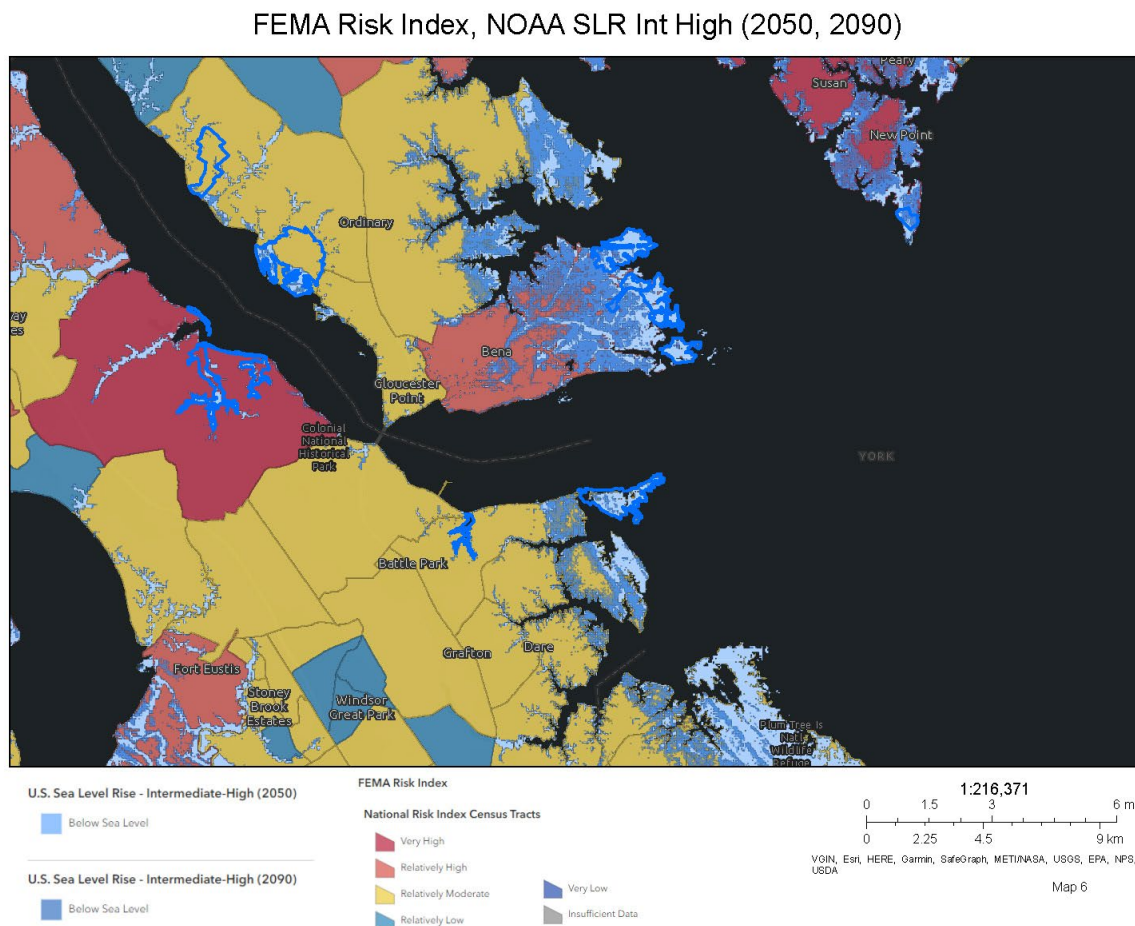 FEMA Risk Index, NOAA SLR Int High (2050, 2090)
Peary
Susan
New Point
Ordinary
Bena
Gloucester
Point
Colonial
National
Historical
Park
YORK
Battle Park
Grafton
Dare
Fort Eustis
Stoney
Brook
Estates
Windsor
Great Park
Plum Tree Is
Natl
Wildlife
Refuge
U.S. Sea Level Rise - Intermediate-High (2050)
Below Sea Level
U.S. Sea Level Rise - Intermediate-High (2090)
Below Sea Level
FEMA Risk Index
National Risk Index Census Tracts
Very High
Relatively High
Relatively Moderate
Relatively Low
Very Low
Insufficient Data
1:216,371
0 1.5 3 6 m
0 2.25 4.5 9 km
VGIN, Esri, HERE, Garmin, SafeGraph, METI/NASA, USGS, EPA, NPS,
USDA
Map 6